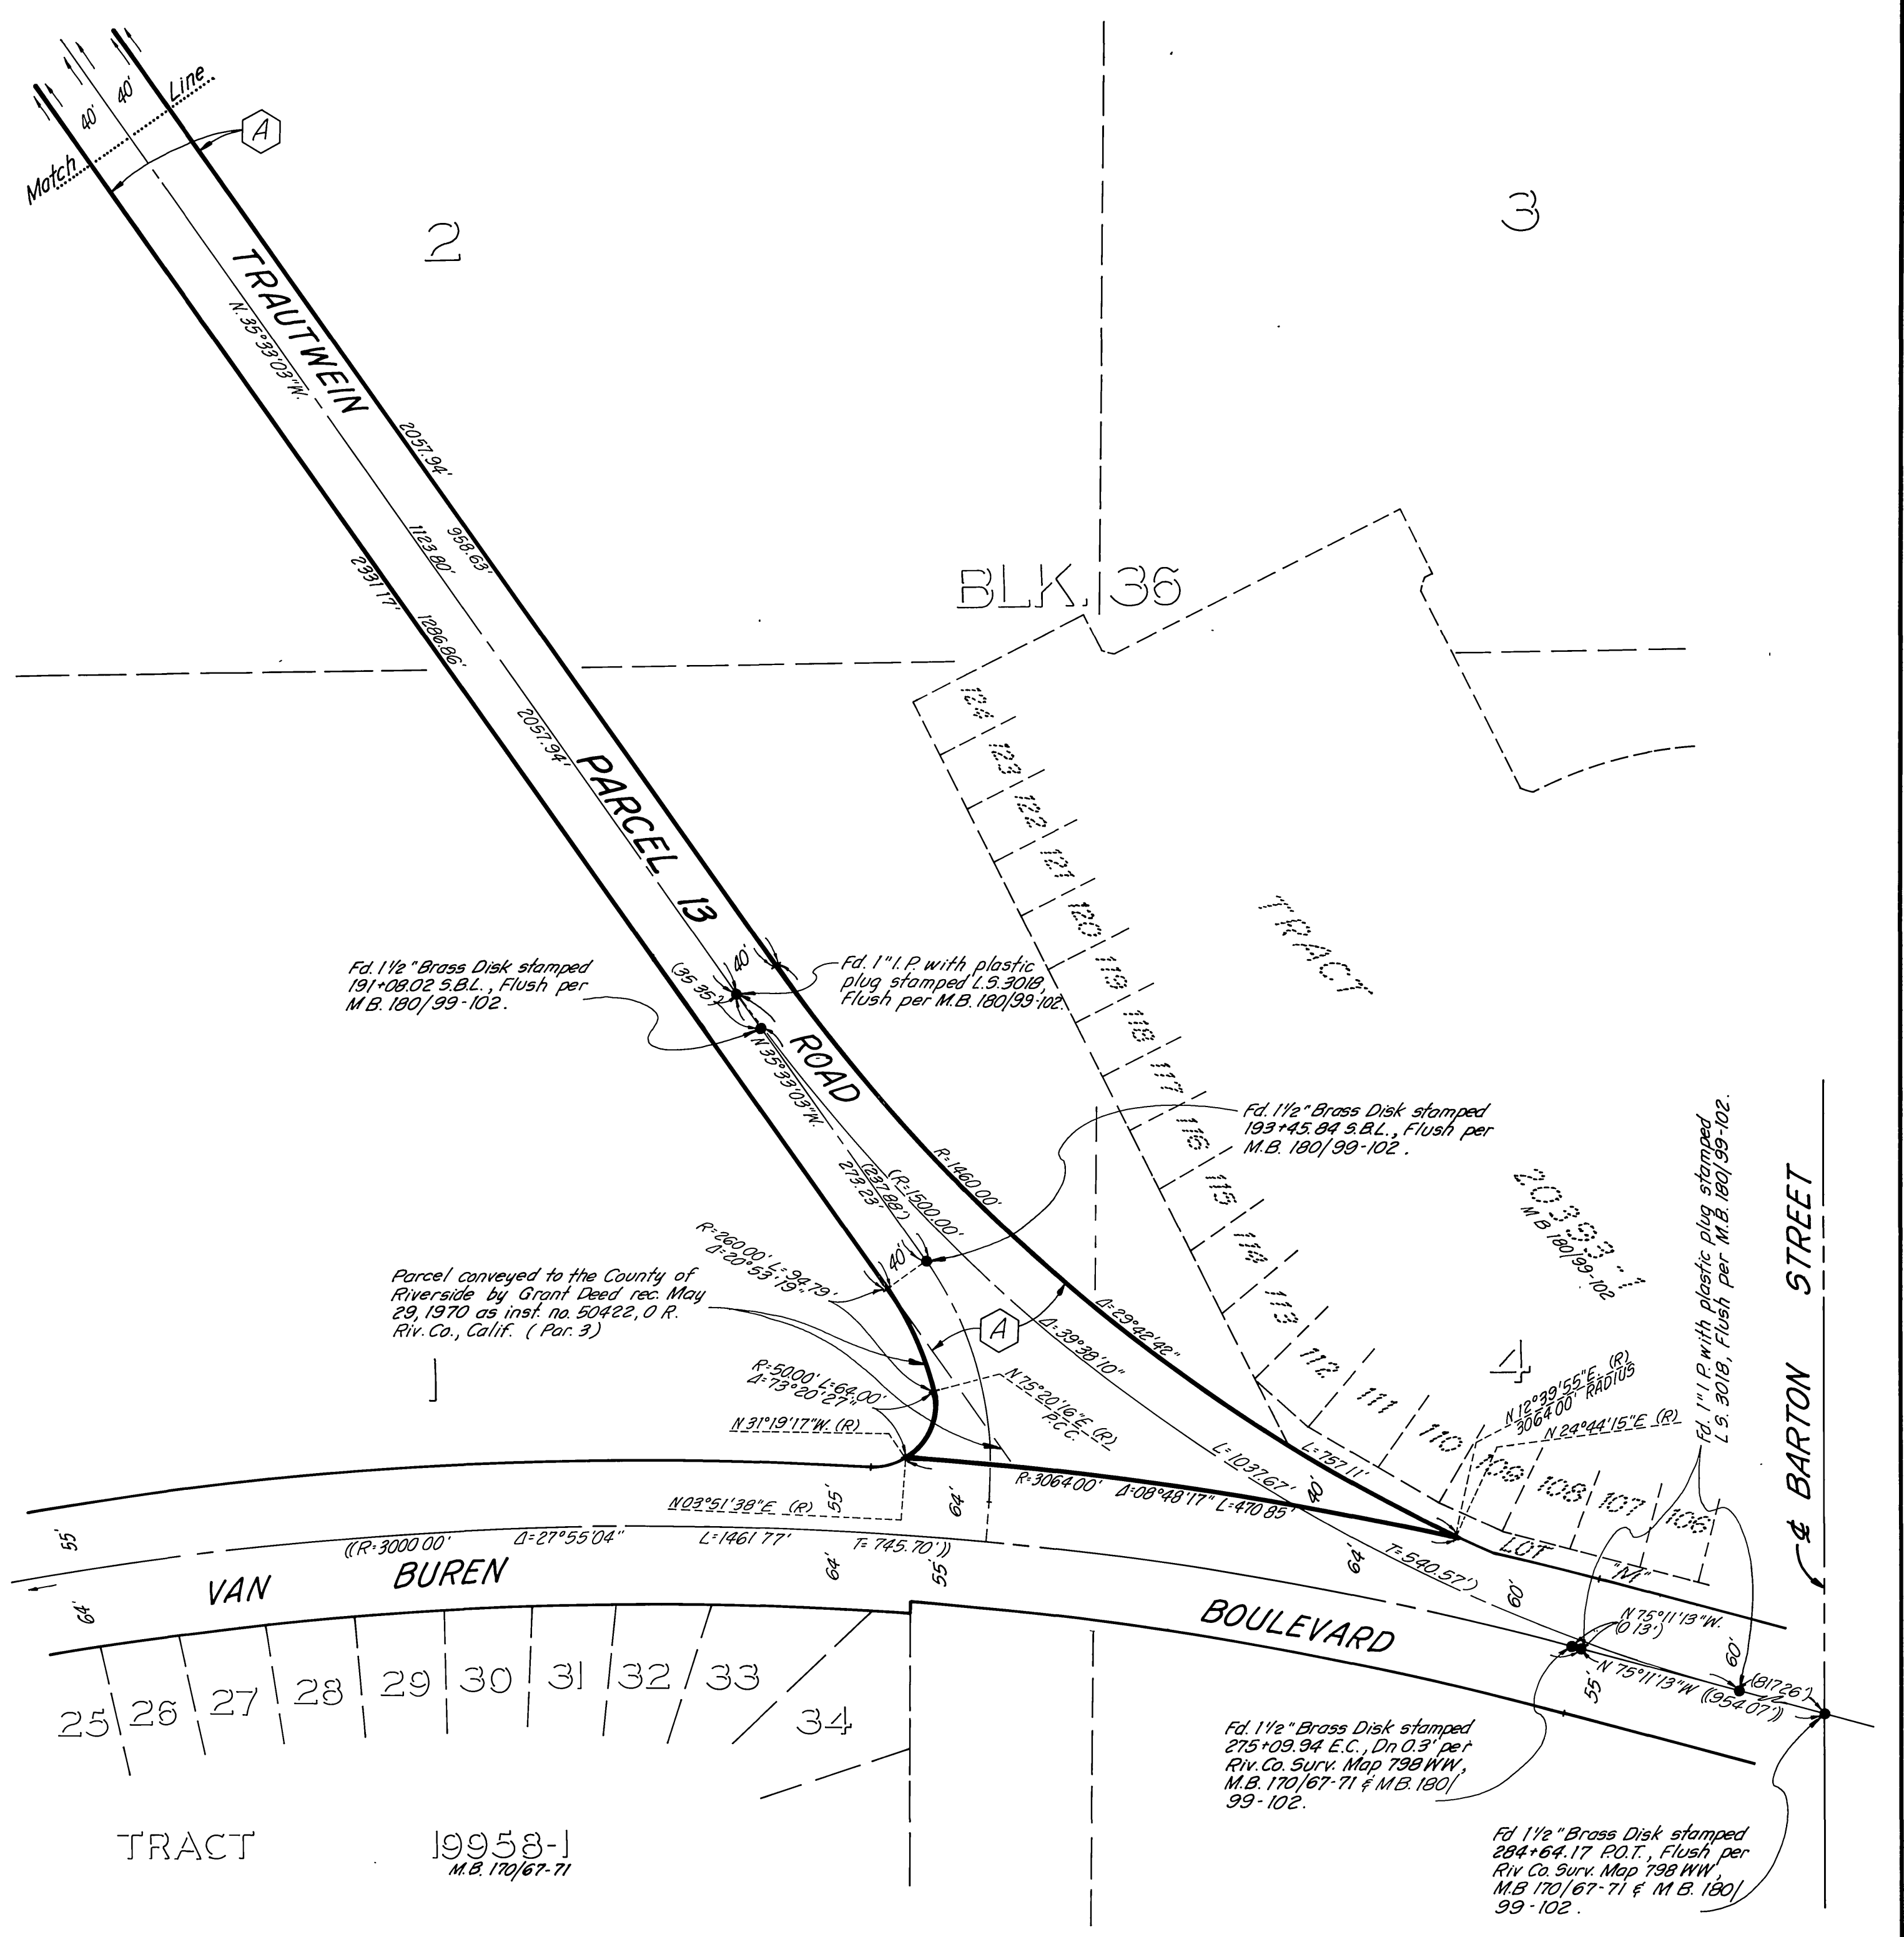 40'
40'
Match
Line
A
2
3
TRAUTWEIN
N. 35°33'03"W.
2057.94'
958.63'
1123.80'
2331.17'
1286.86'
BLK. 36
2057.94'
PARCEL 13
40'
(35.35')
Fd. 1 1/2" Brass Disk stamped
191+08.02 S.B.L., Flush per
M.B. 180/99-102.
Fd. 1" I.P. with plastic
plug stamped L.S. 3018,
Flush per M.B. 180/99-102.
ROAD
N 35°33'03"W.
(237.88')
273.23'
(R=1500.00'
R=1460.00'
Fd. 1 1/2" Brass Disk stamped
193+45.84 S.B.L., Flush per
M.B. 180/99-102.
124
123
122
121
120
119
118
117
116
115
114
113
112
111
110
109
108
107
106
TRACT
20393-1
M B 180/99-102
4
Fd. 1" I P. with plastic plug stamped
L S. 3018, Flush per M.B. 180/99-102.
℄ BARTON STREET
40'
R=260.00' L=94.79'
Δ=20°53'19"
Parcel conveyed to the County of
Riverside by Grant Deed rec. May
29, 1970 as inst. no. 50422, O R.
Riv. Co., Calif. ( Par. 3)
1
A
Δ=29°42'42"
Δ=39°38'10"
R=50.00' L=64.00'
Δ=73°20'27"
N 75°20'16"E (R)
P.C.C.
N 31°19'17"W. (R)
N 12°39'55"E. (R)
3064 00' RADIUS
N 24°44'15"E (R)
L=1037.67'
L=757 11'
40'
R=3064.00' Δ=08°48'17" L=470 85'
N 03°51'38"E (R)
55'
64'
55'
((R=3000 00' Δ=27°55'04" L=1461 77' T= 745.70'))
64'
55'
64'
T=540.57')
60'
LOT "M"
64'
VAN BUREN BOULEVARD
N 75°11'13"W.
(0 13')
60'
(817.26')
N 75°11'13"W ((954 07'))
55'
25
26
27
28
29
30
31
32
33
34
Fd. 1 1/2" Brass Disk stamped
275+09.94 E.C., Dn 0.3' per
Riv. Co. Surv. Map 798 WW,
M.B. 170/67-71 & M.B. 180/
99-102.
TRACT 19958-1
M.B. 170/67-71
Fd 1 1/2" Brass Disk stamped
284+64.17 P.O.T., Flush per
Riv Co. Surv. Map 798 WW,
M.B 170/67-71 & M B. 180/
99-102.